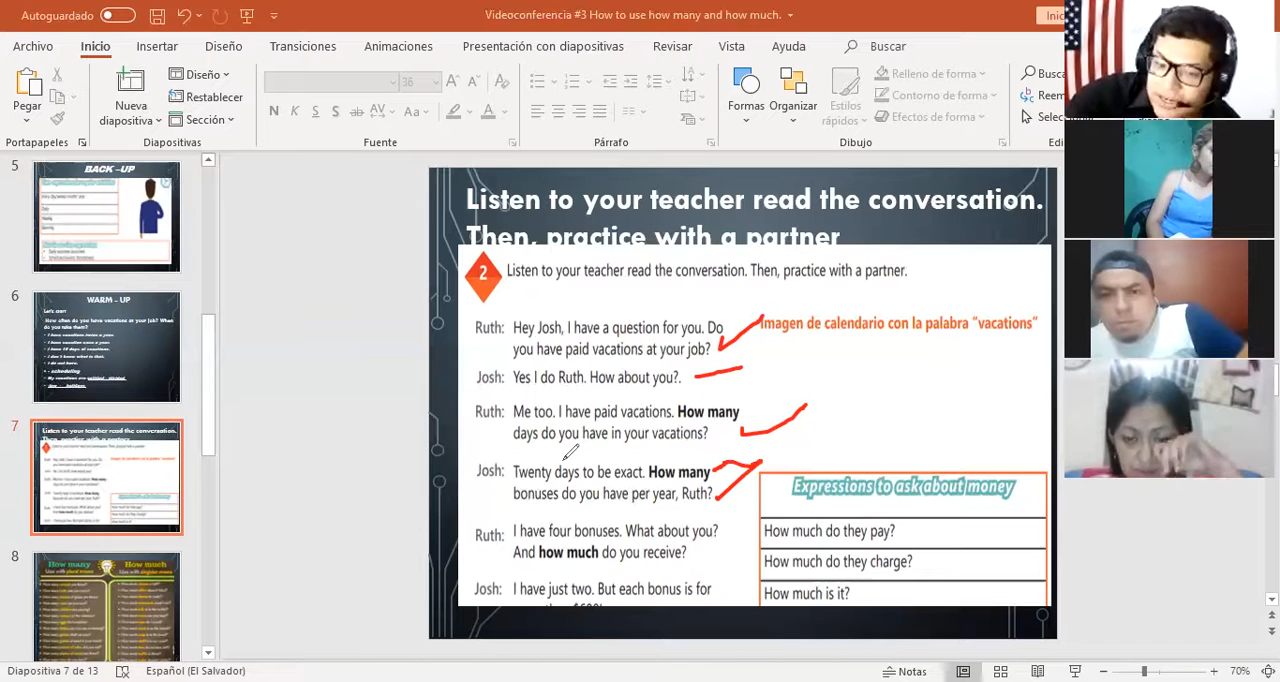 Autoguardado
Videoconferencia #3 How to use how many and how much.
Archivo Inicio Insertar Diseño Transiciones Animaciones Presentación con diapositivas Revisar Vista Ayuda Buscar
Pegar
Nueva diapositiva
Diseño
Restablecer
Sección
36
N K S S ab AV Aa A
Formas
Organizar
Estilos rápidos
Relleno de forma
Contorno de forma
Efectos de forma
Portapapeles Diapositivas Fuente Párrafo Dibujo
5
BACK - UP
6
WARM - UP
7
8
How many
How much
Listen to your teacher read the conversation.
Then, practice with a partner
2
Listen to your teacher read the conversation. Then, practice with a partner.
Ruth: Hey Josh, I have a question for you. Do
you have paid vacations at your job?
Imagen de calendario con la palabra "vacations"
Josh: Yes I do Ruth. How about you?.
Ruth: Me too. I have paid vacations. How many
days do you have in your vacations?
Josh: Twenty days to be exact. How many
bonuses do you have per year, Ruth?
Ruth: I have four bonuses. What about you?
And how much do you receive?
Josh: I have just two. But each bonus is for
Expressions to ask about money
How much do they pay?
How much do they charge?
How much is it?
Diapositiva 7 de 13 Español (El Salvador) Notas 70%